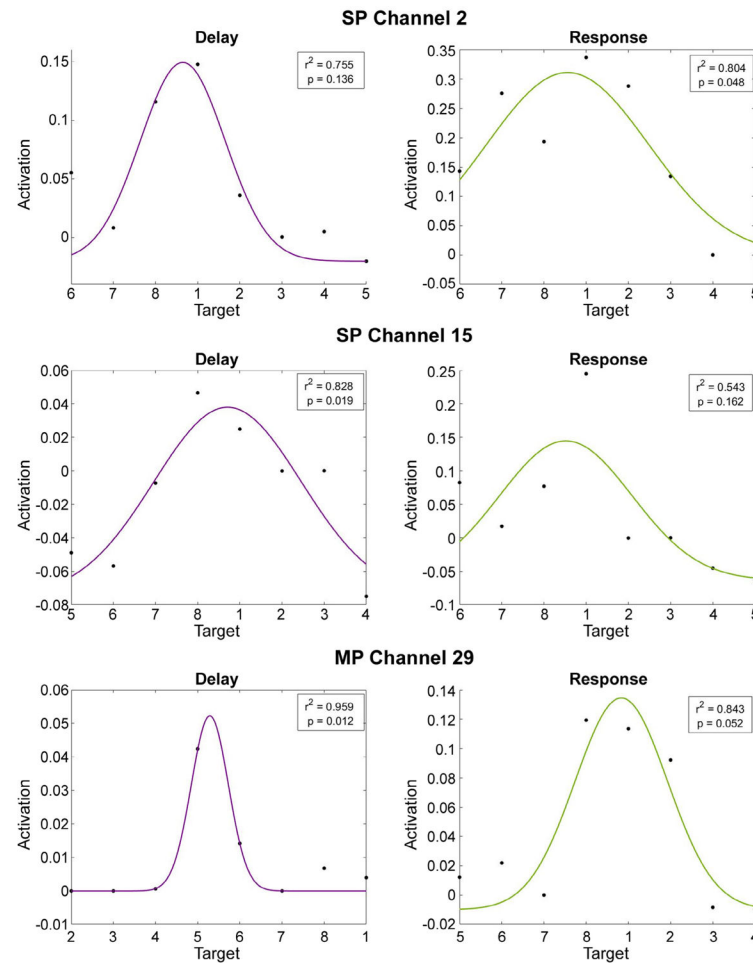 SP Channel 2
Delay
r2 = 0.755
p = 0.136
Activation
0.15
0.1
0.05
0
6 7 8 1 2 3 4 5
Target
Response
r2 = 0.804
p = 0.048
Activation
0.35
0.3
0.25
0.2
0.15
0.1
0.05
0
-0.05
6 7 8 1 2 3 4 5
Target
SP Channel 15
Delay
r2 = 0.828
p = 0.019
Activation
0.06
0.04
0.02
0
-0.02
-0.04
-0.06
-0.08
5 6 7 8 1 2 3 4
Target
Response
r2 = 0.543
p = 0.162
Activation
0.25
0.2
0.15
0.1
0.05
0
-0.05
-0.1
6 7 8 1 2 3 4 5
Target
MP Channel 29
Delay
r2 = 0.959
p = 0.012
Activation
0.06
0.05
0.04
0.03
0.02
0.01
0
-0.01
2 3 4 5 6 7 8 1
Target
Response
r2 = 0.843
p = 0.052
Activation
0.14
0.12
0.1
0.08
0.06
0.04
0.02
0
-0.02
5 6 7 8 1 2 3 4
Target